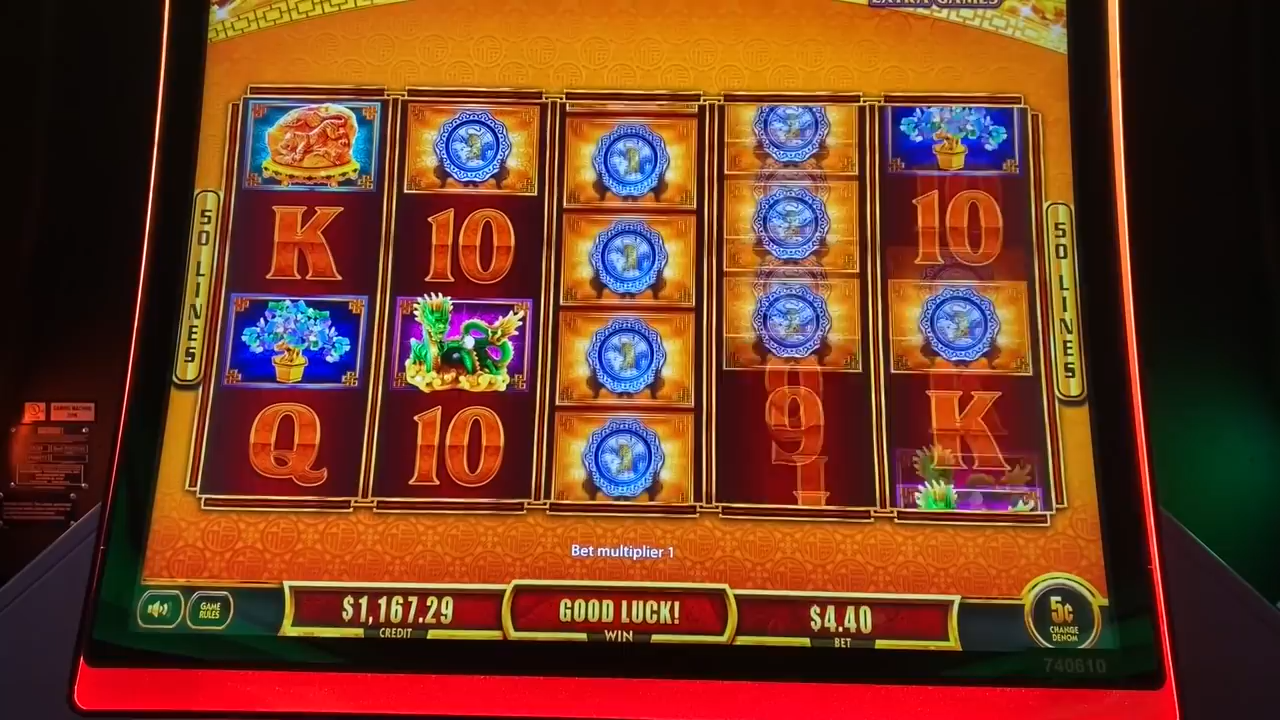 EXTRA GAMES
K
10
10
50 LINES
50 LINES
Q
10
9
K
Bet multiplier 1
GAME
RULES
$1,167.29
CREDIT
GOOD LUCK!
WIN
$4.40
BET
5¢
CHANGE
DENOM
740610